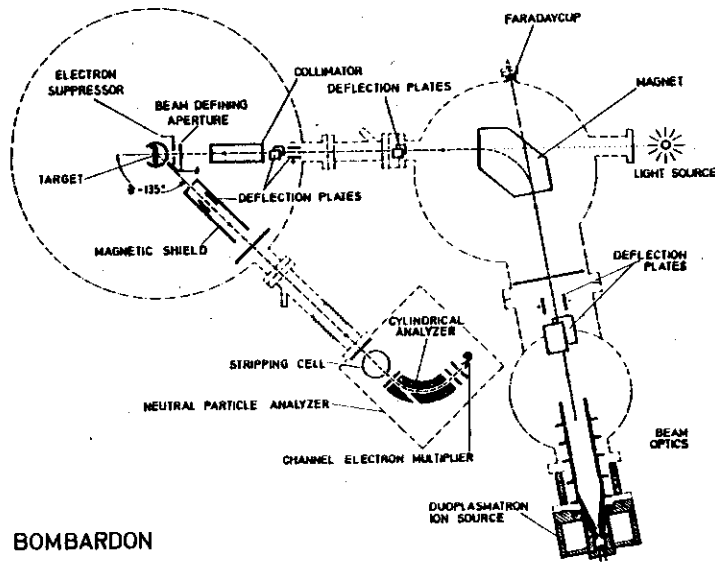 FARADAYCUP
ELECTRON
SUPPRESSOR
COLLIMATOR
BEAM DEFINING
APERTURE
DEFLECTION PLATES
MAGNET
TARGET
θ=135°
LIGHT SOURCE
DEFLECTION PLATES
MAGNETIC SHIELD
DEFLECTION
PLATES
CYLINDRICAL
ANALYZER
STRIPPING CELL
NEUTRAL PARTICLE ANALYZER
BEAM
OPTICS
CHANNEL ELECTRON MULTIPLIER
DUOPLASMATRON
ION SOURCE
BOMBARDON